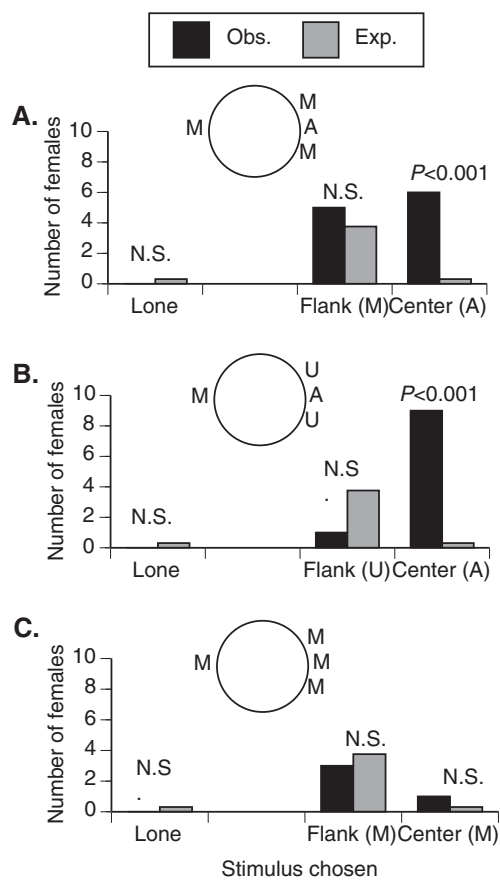 Obs. Exp.
A.
M M
A
M
Number of females
10
8
6
4
2
0
N.S. N.S. P<0.001
Lone Flank (M) Center (A)
B.
M U
A
U
Number of females
10
8
6
4
2
0
N.S. N.S . P<0.001
Lone Flank (U) Center (A)
C.
M M
M
M
Number of females
10
8
6
4
2
0
N.S . N.S. N.S.
Lone Flank (M) Center (M)
Stimulus chosen